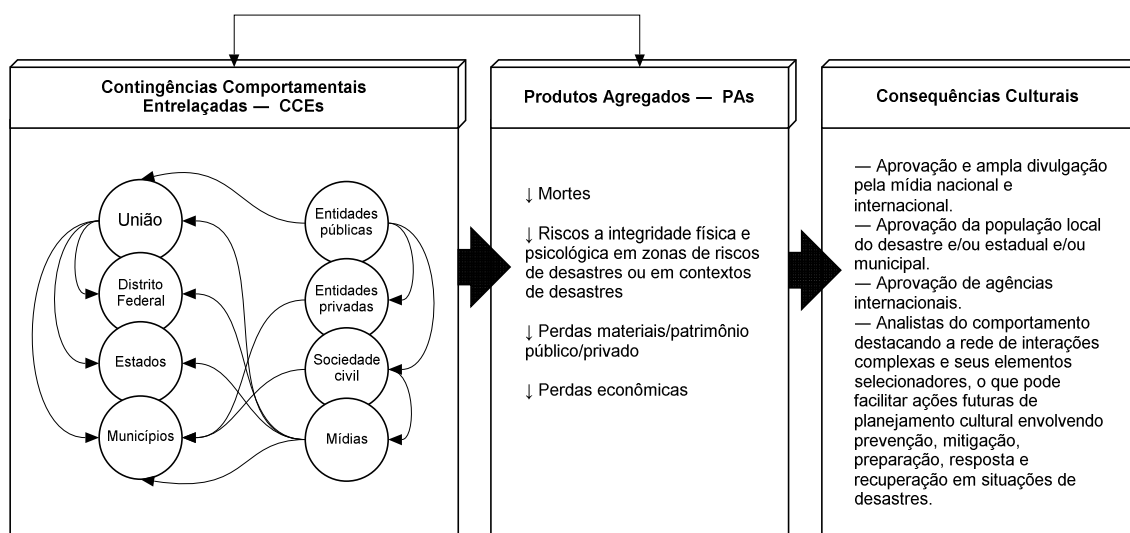 Contingências Comportamentais
Entrelaçadas — CCEs
União
Distrito
Federal
Estados
Municípios
Entidades
públicas
Entidades
privadas
Sociedade
civil
Mídias
Produtos Agregados — PAs
↓ Mortes
↓ Riscos a integridade física e
psicológica em zonas de riscos
de desastres ou em contextos
de desastres
↓ Perdas materiais/patrimônio
público/privado
↓ Perdas econômicas
Consequências Culturais
— Aprovação e ampla divulgação
pela mídia nacional e
internacional.
— Aprovação da população local
do desastre e/ou estadual e/ou
municipal.
— Aprovação de agências
internacionais.
— Analistas do comportamento
destacando a rede de interações
complexas e seus elementos
selecionadores, o que pode
facilitar ações futuras de
planejamento cultural envolvendo
prevenção, mitigação,
preparação, resposta e
recuperação em situações de
desastres.